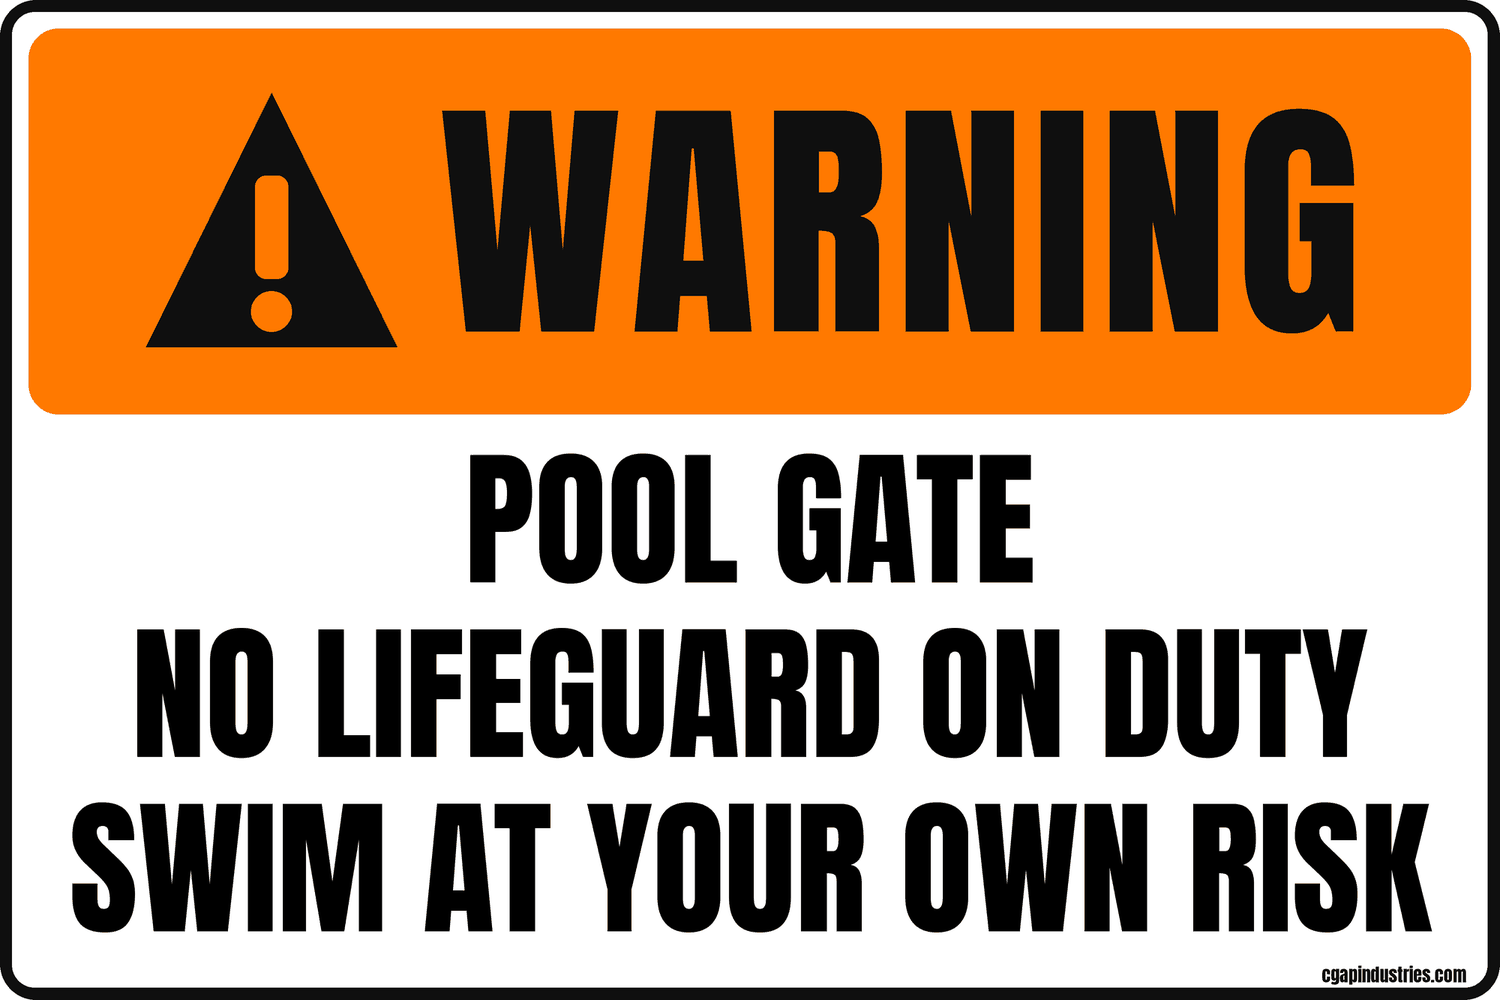 WARNING
POOL GATE
NO LIFEGUARD ON DUTY
SWIM AT YOUR OWN RISK
cgapindustries.com